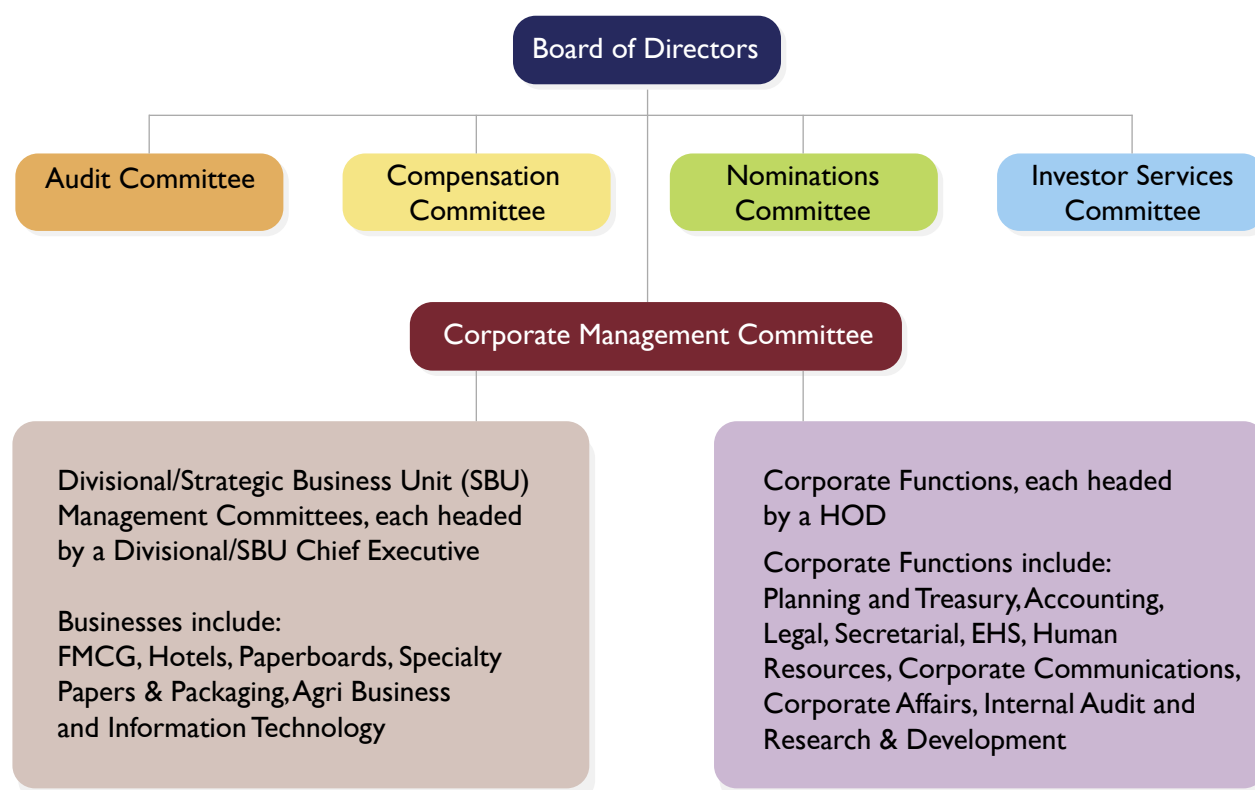 Board of Directors
Audit Committee
Compensation
Committee
Nominations
Committee
Investor Services
Committee
Corporate Management Committee
Divisional/Strategic Business Unit (SBU)
Management Committees, each headed
by a Divisional/SBU Chief Executive
Businesses include:
FMCG, Hotels, Paperboards, Specialty
Papers & Packaging, Agri Business
and Information Technology
Corporate Functions, each headed
by a HOD
Corporate Functions include:
Planning and Treasury, Accounting,
Legal, Secretarial, EHS, Human
Resources, Corporate Communications,
Corporate Affairs, Internal Audit and
Research & Development